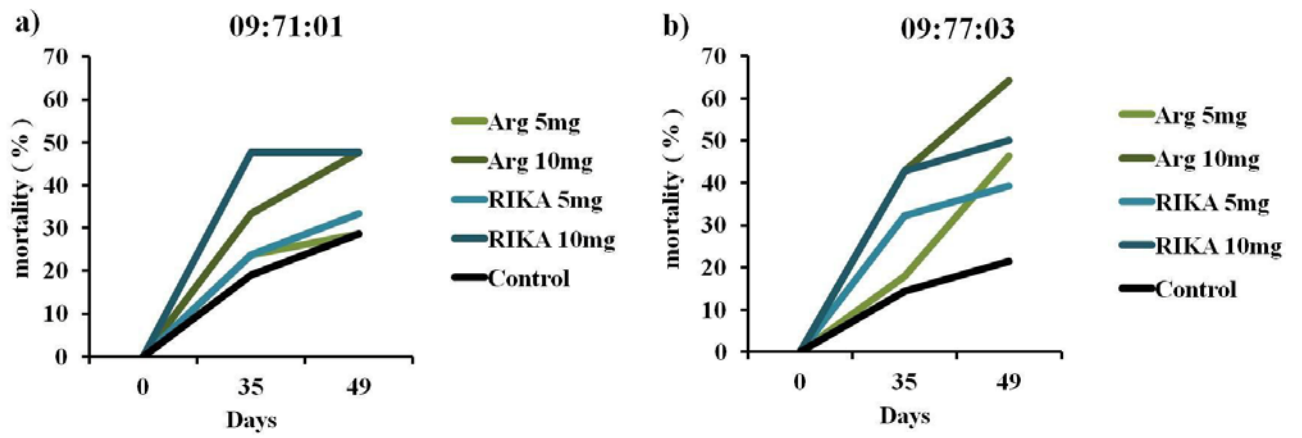 a)
09:71:01
70
60
50
40
30
20
10
0
mortality ( % )
0 35 49
Days
Arg 5mg
Arg 10mg
RIKA 5mg
RIKA 10mg
Control
b)
09:77:03
70
60
50
40
30
20
10
0
mortality ( % )
0 35 49
Days
Arg 5mg
Arg 10mg
RIKA 5mg
RIKA 10mg
Control